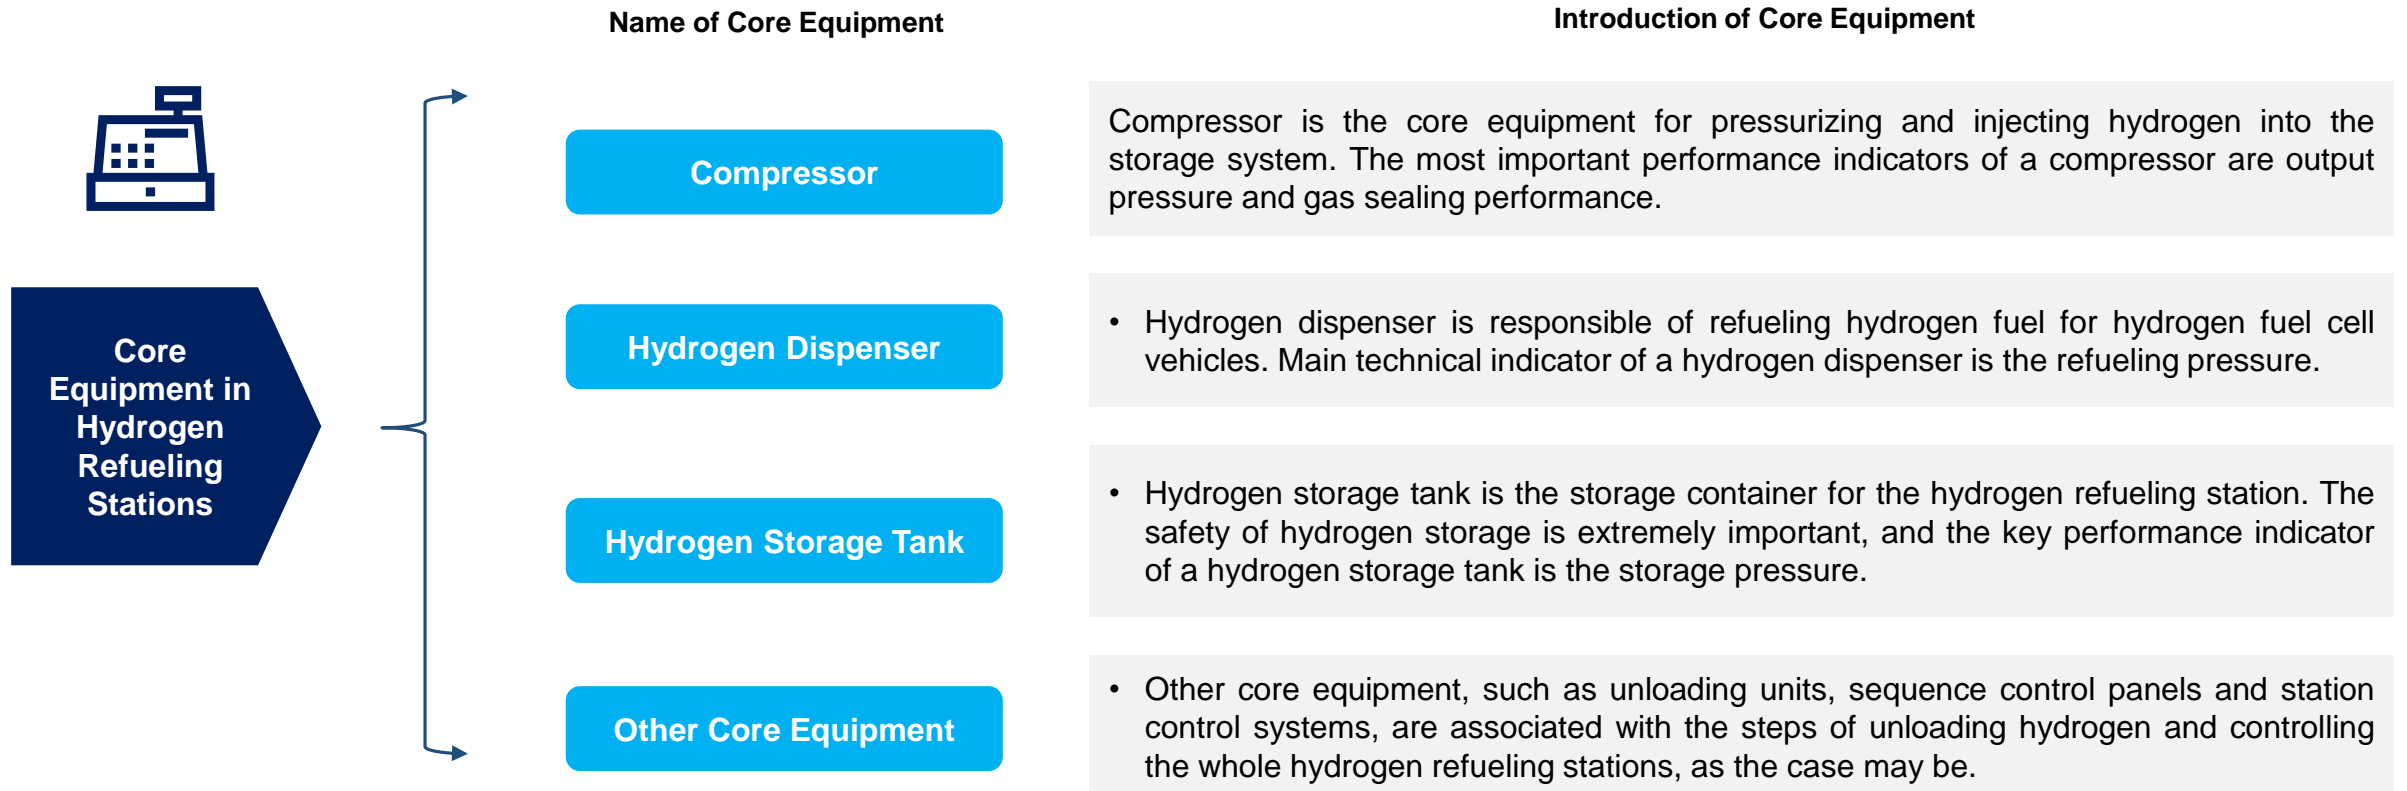 Name of Core Equipment
Introduction of Core Equipment
Core
Equipment in
Hydrogen
Refueling
Stations
Compressor
Compressor is the core equipment for pressurizing and injecting hydrogen into the
storage system. The most important performance indicators of a compressor are output
pressure and gas sealing performance.
Hydrogen Dispenser
• Hydrogen dispenser is responsible of refueling hydrogen fuel for hydrogen fuel cell
vehicles. Main technical indicator of a hydrogen dispenser is the refueling pressure.
Hydrogen Storage Tank
• Hydrogen storage tank is the storage container for the hydrogen refueling station. The
safety of hydrogen storage is extremely important, and the key performance indicator
of a hydrogen storage tank is the storage pressure.
Other Core Equipment
• Other core equipment, such as unloading units, sequence control panels and station
control systems, are associated with the steps of unloading hydrogen and controlling
the whole hydrogen refueling stations, as the case may be.